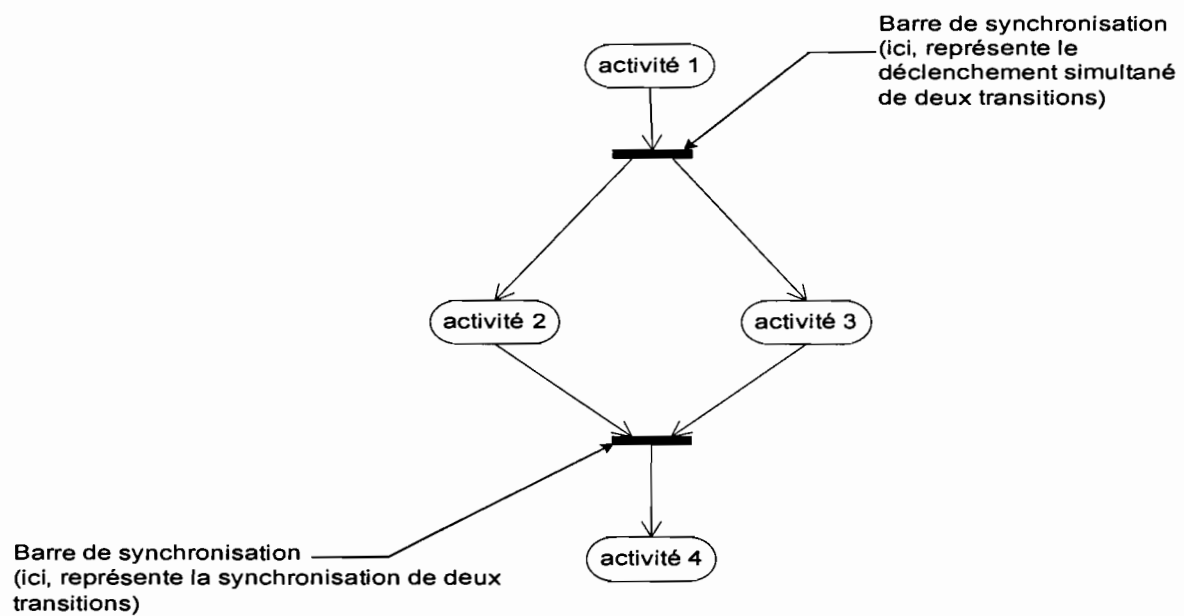 Barre de synchronisation
(ici, représente le
déclenchement simultané
de deux transitions)
activité 1
activité 2
activité 3
activité 4
Barre de synchronisation
(ici, représente la synchronisation de deux
transitions)